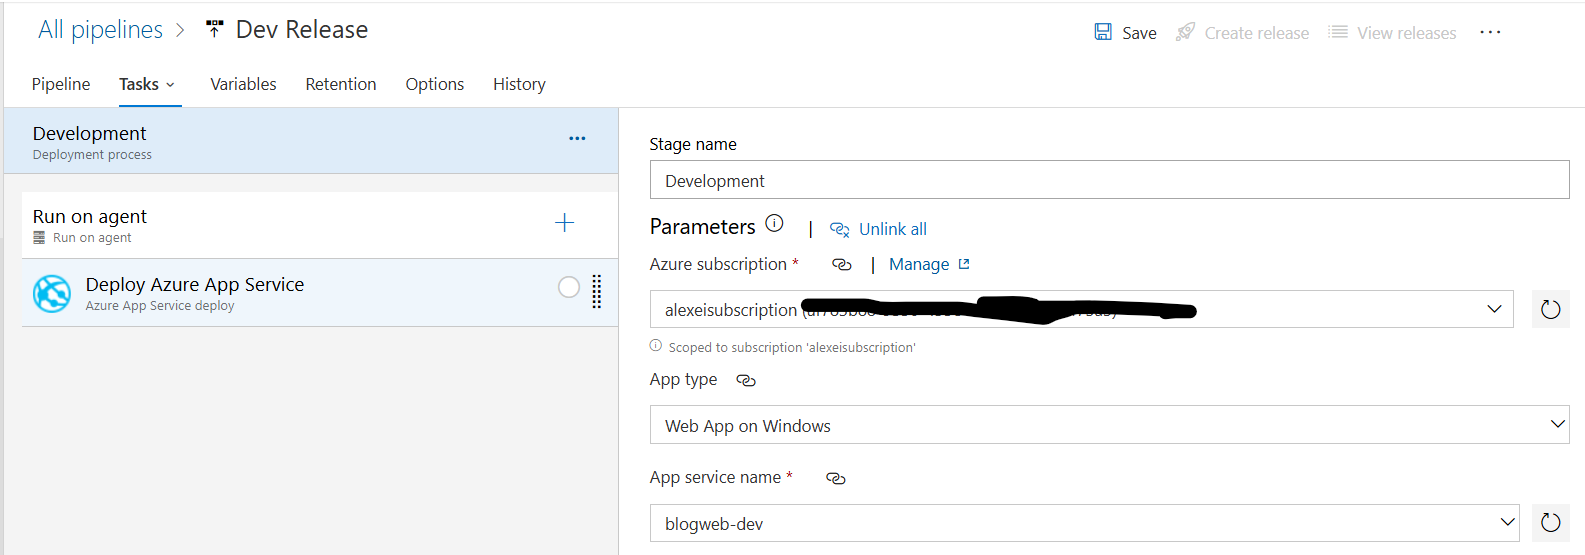 All pipelines > Dev Release
Save Create release View releases ...
Pipeline Tasks Variables Retention Options History
Development
Deployment process
Run on agent
Run on agent
Deploy Azure App Service
Azure App Service deploy
Stage name
Development
Parameters | Unlink all
Azure subscription * | Manage
alexeisubscription
Scoped to subscription 'alexeisubscription'
App type
Web App on Windows
App service name *
blogweb-dev